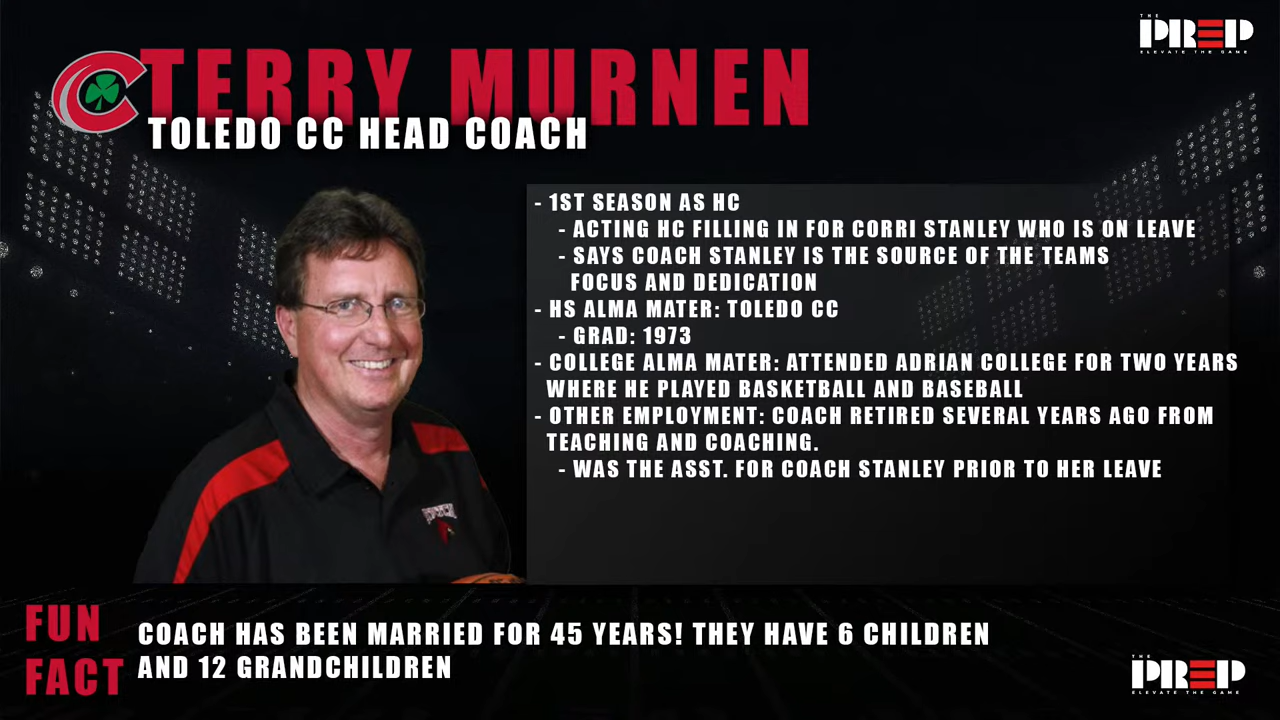 THE
PREP
ELEVATE THE GAME
TERRY MURNEN
TOLEDO CC HEAD COACH
- 1ST SEASON AS HC
- ACTING HC FILLING IN FOR CORRI STANLEY WHO IS ON LEAVE
- SAYS COACH STANLEY IS THE SOURCE OF THE TEAMS
FOCUS AND DEDICATION
- HS ALMA MATER: TOLEDO CC
- GRAD: 1973
- COLLEGE ALMA MATER: ATTENDED ADRIAN COLLEGE FOR TWO YEARS
WHERE HE PLAYED BASKETBALL AND BASEBALL
- OTHER EMPLOYMENT: COACH RETIRED SEVERAL YEARS AGO FROM
TEACHING AND COACHING.
- WAS THE ASST. FOR COACH STANLEY PRIOR TO HER LEAVE
FUN
FACT
COACH HAS BEEN MARRIED FOR 45 YEARS! THEY HAVE 6 CHILDREN
AND 12 GRANDCHILDREN
THE
PREP
ELEVATE THE GAME